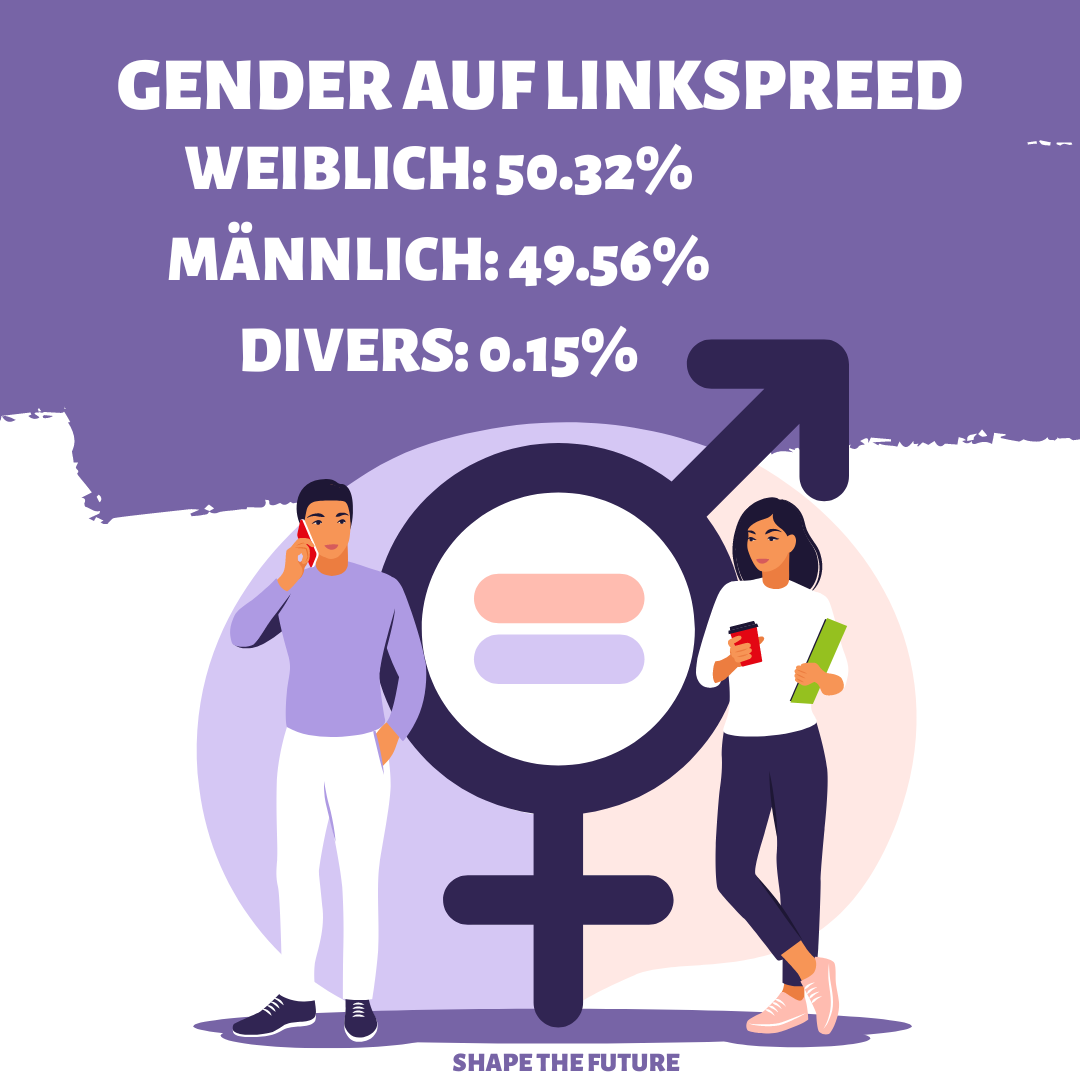 GENDER AUF LINKSPREED
WEIBLICH: 50.32%
MÄNNLICH: 49.56%
DIVERS: 0.15%
SHAPE THE FUTURE